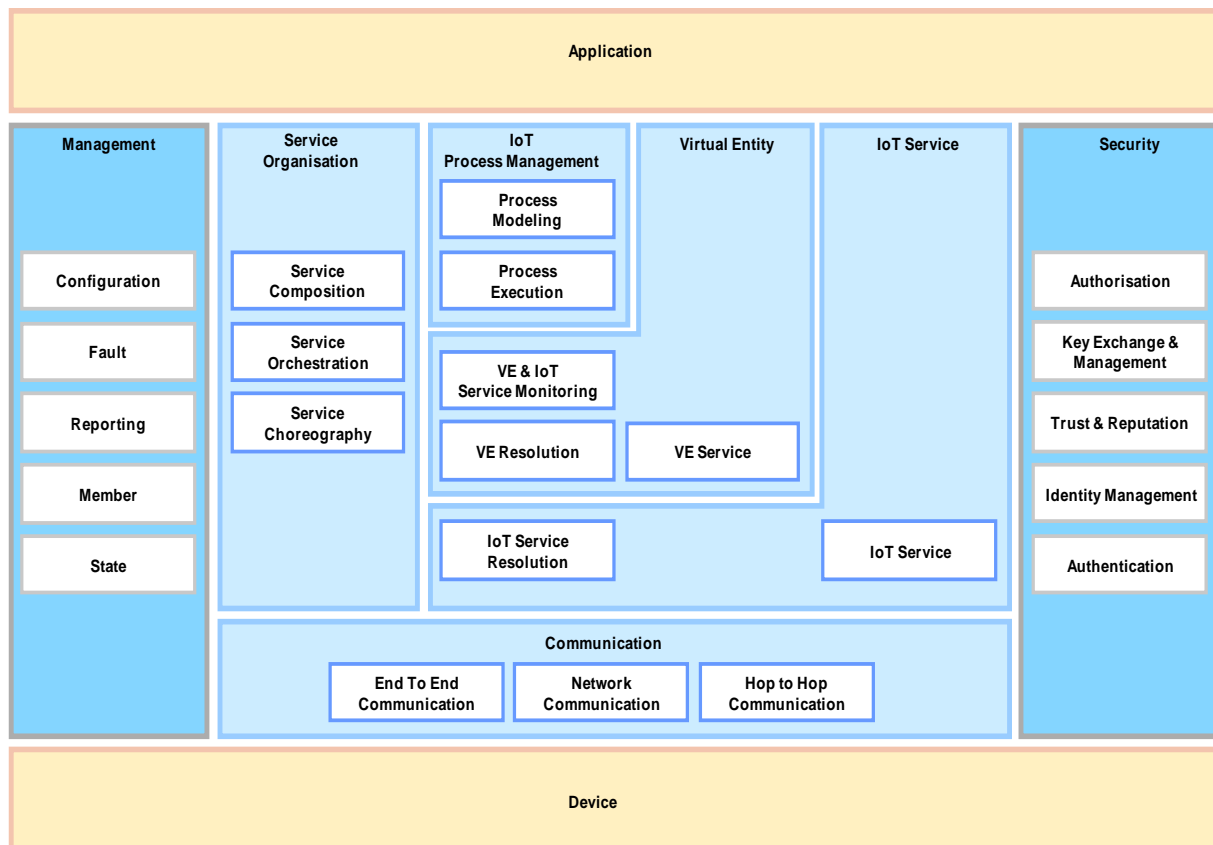 Application
Management
Configuration
Fault
Reporting
Member
State
Service
Organisation
Service
Composition
Service
Orchestration
Service
Choreography
IoT
Process Management
Process
Modeling
Process
Execution
Virtual Entity
VE & IoT
Service Monitoring
VE Resolution
VE Service
IoT Service
IoT Service
Resolution
IoT Service
Communication
End To End
Communication
Network
Communication
Hop to Hop
Communication
Security
Authorisation
Key Exchange &
Management
Trust & Reputation
Identity Management
Authentication
Device